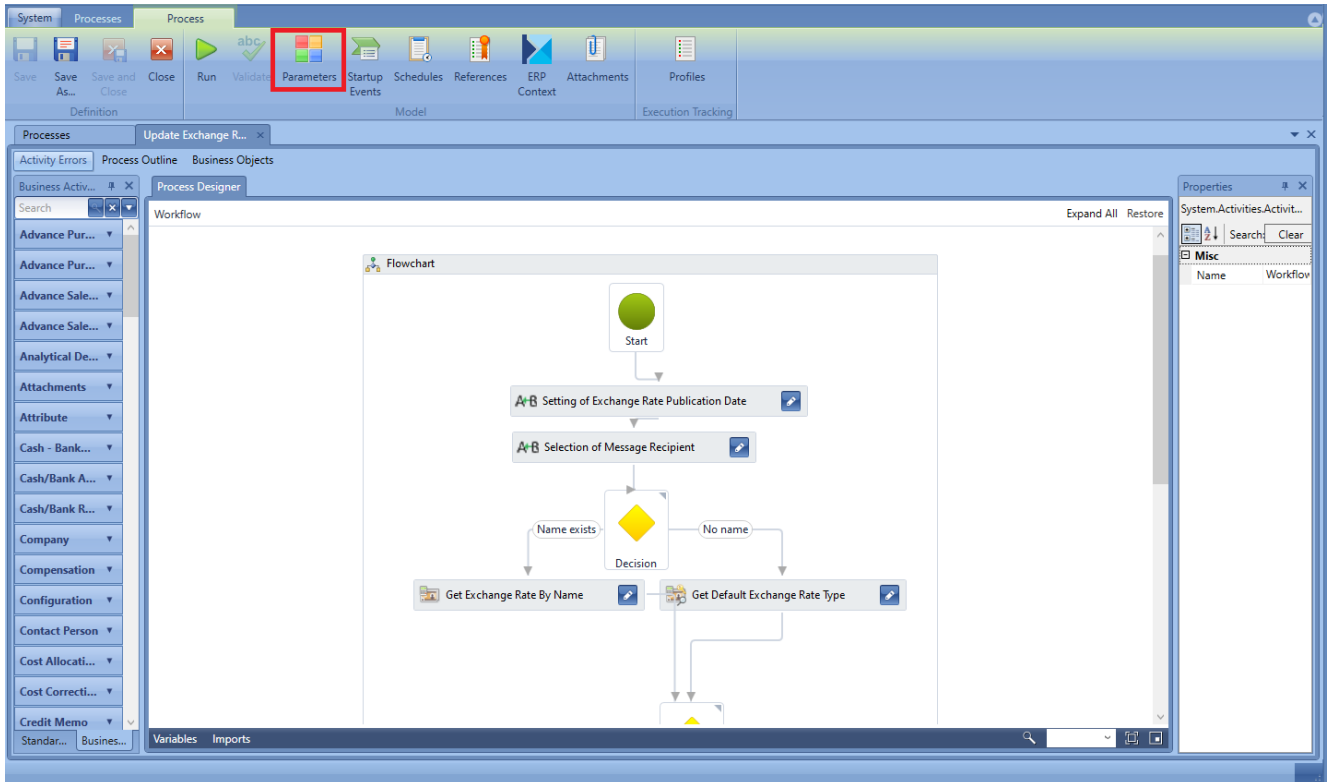 System Processes Process
abc
Save Save As... Save and Close Close Run Validate Parameters Startup Events Schedules References ERP Context Attachments Profiles
Definition Model Execution Tracking
Processes Update Exchange R...
Activity Errors Process Outline Business Objects
Business Activ... Process Designer Properties
Search Workflow Expand All Restore System.Activities.Activit...
Search: Clear
Misc
Name Workflow
Advance Pur...
Advance Pur...
Advance Sale...
Advance Sale...
Analytical De...
Attachments
Attribute
Cash - Bank...
Cash/Bank A...
Cash/Bank R...
Company
Compensation
Configuration
Contact Person
Cost Allocati...
Cost Correcti...
Credit Memo
Standar... Busines...
Flowchart
Start
A+B Setting of Exchange Rate Publication Date
A+B Selection of Message Recipient
Name exists No name
Decision
Get Exchange Rate By Name Get Default Exchange Rate Type
Variables Imports